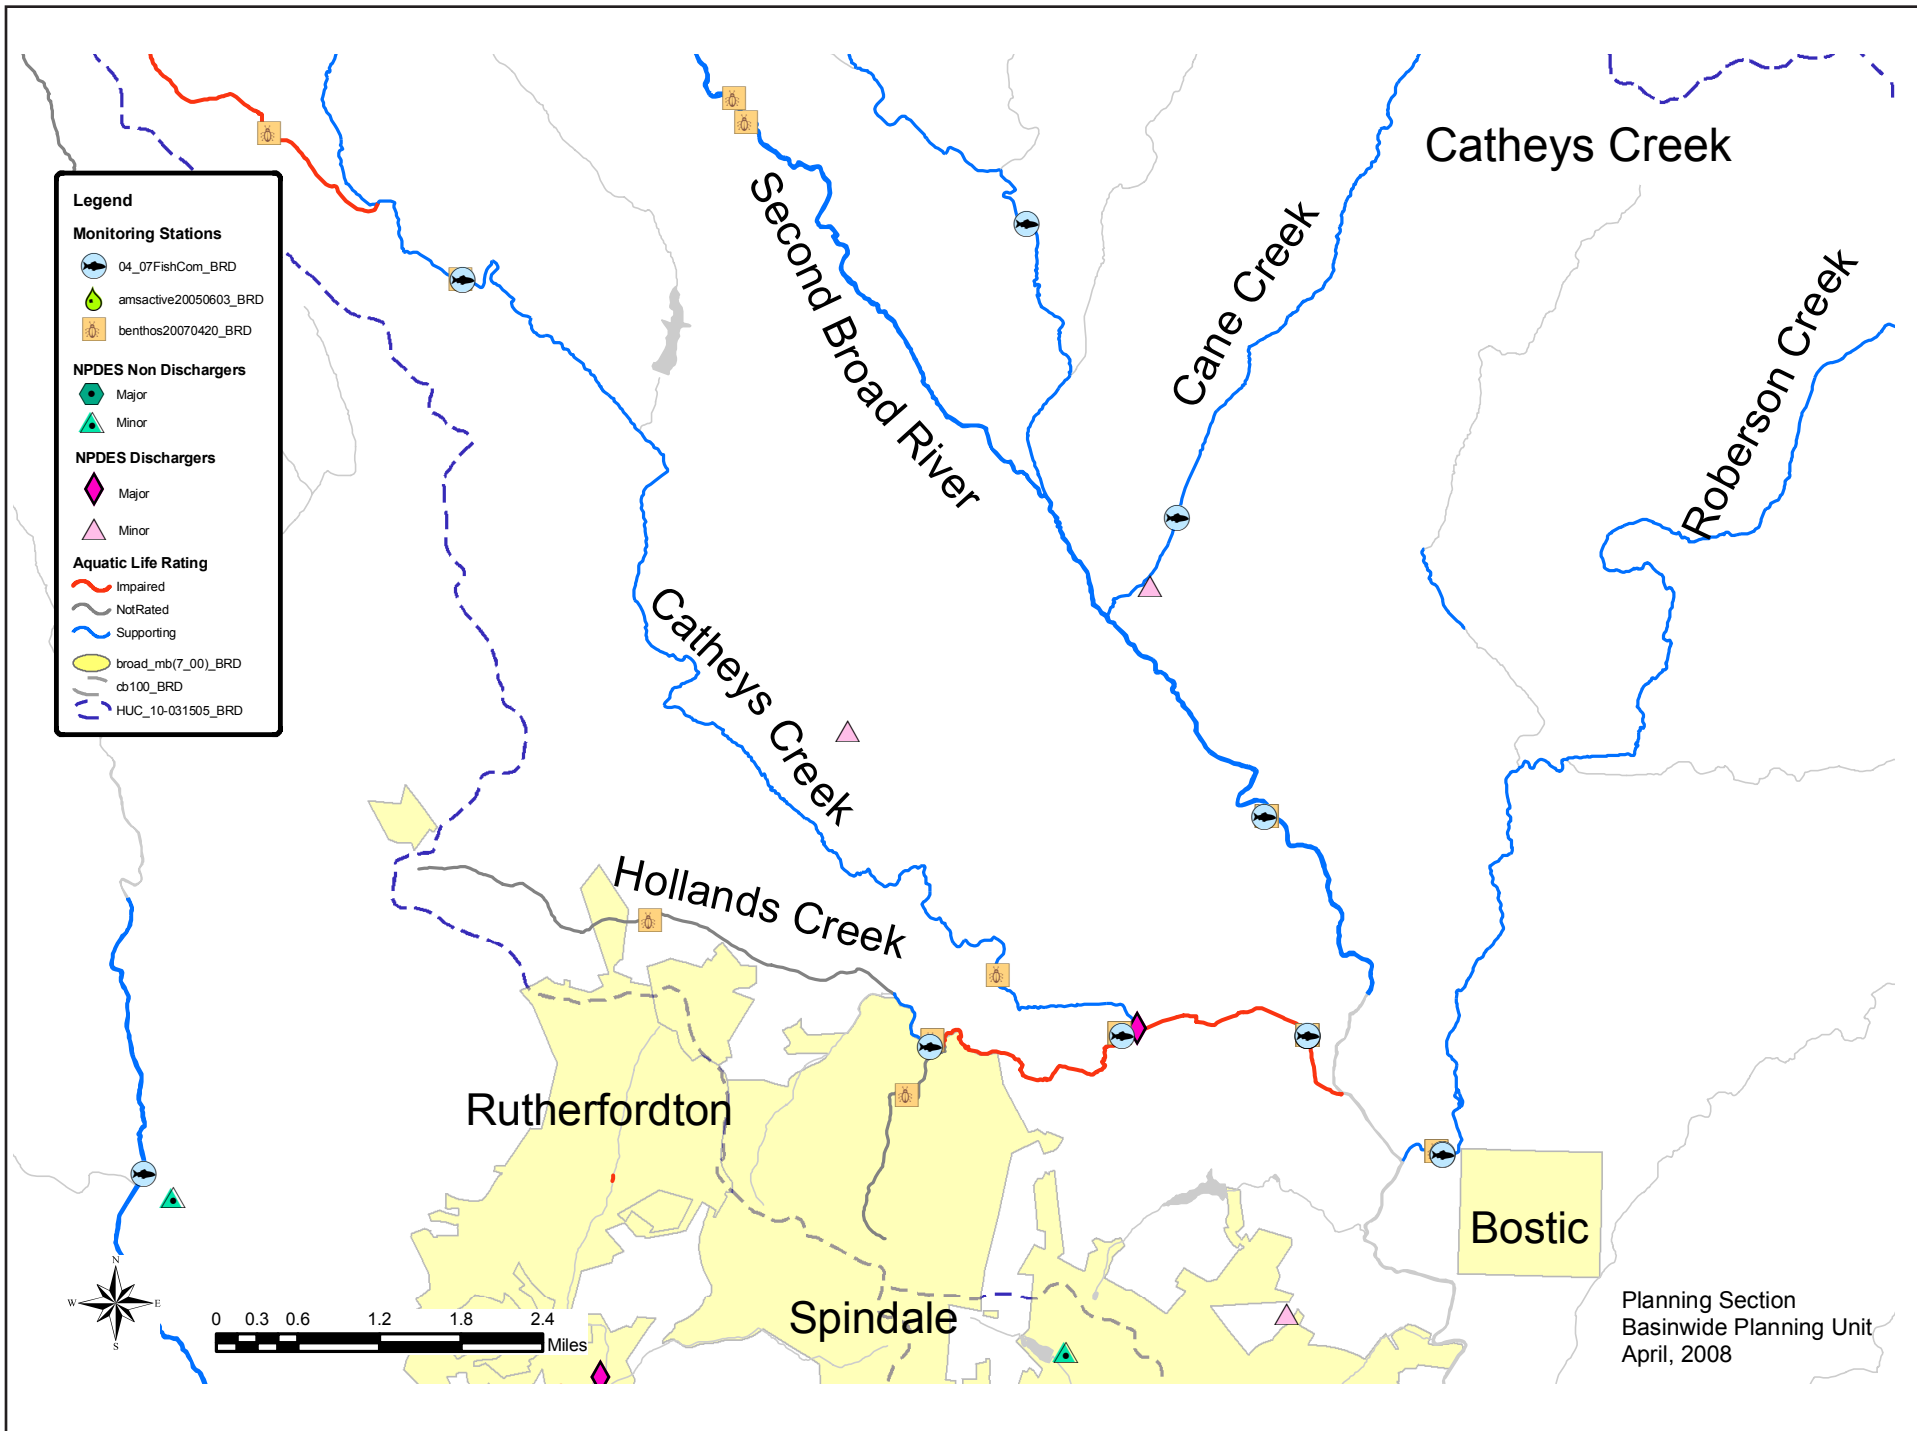 Catheys Creek
Second Broad River
Cane Creek
Roberson Creek
Legend
Monitoring Stations
04_07FishCom_BRD
amsactive20050603_BRD
benthos20070420_BRD
NPDES Non Dischargers
Major
Minor
NPDES Dischargers
Major
Minor
Aquatic Life Rating
Impaired
NotRated
Supporting
broad_mb(7_00)_BRD
cb100_BRD
HUC_10-031505_BRD
Catheys Creek
Hollands Creek
Rutherfordton
Bostic
Spindale
N
W E
S
0 0.3 0.6 1.2 1.8 2.4
Miles
Planning Section
Basinwide Planning Unit
April, 2008